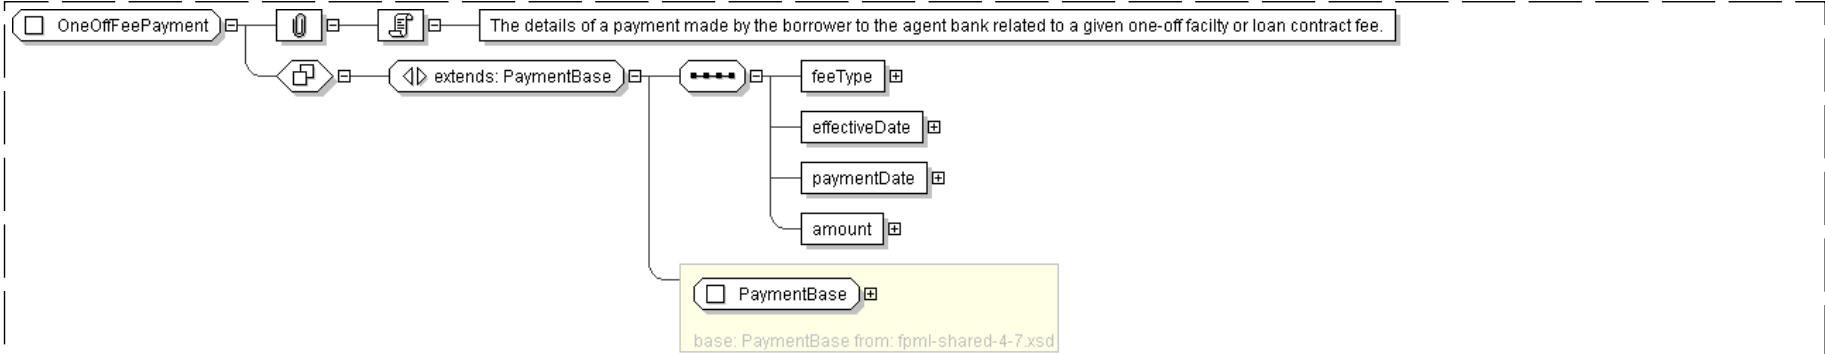 OneOffFeePayment
The details of a payment made by the borrower to the agent bank related to a given one-off facilty or loan contract fee.
extends: PaymentBase
feeType
effectiveDate
paymentDate
amount
PaymentBase
base: PaymentBase from: fpml-shared-4-7.xsd